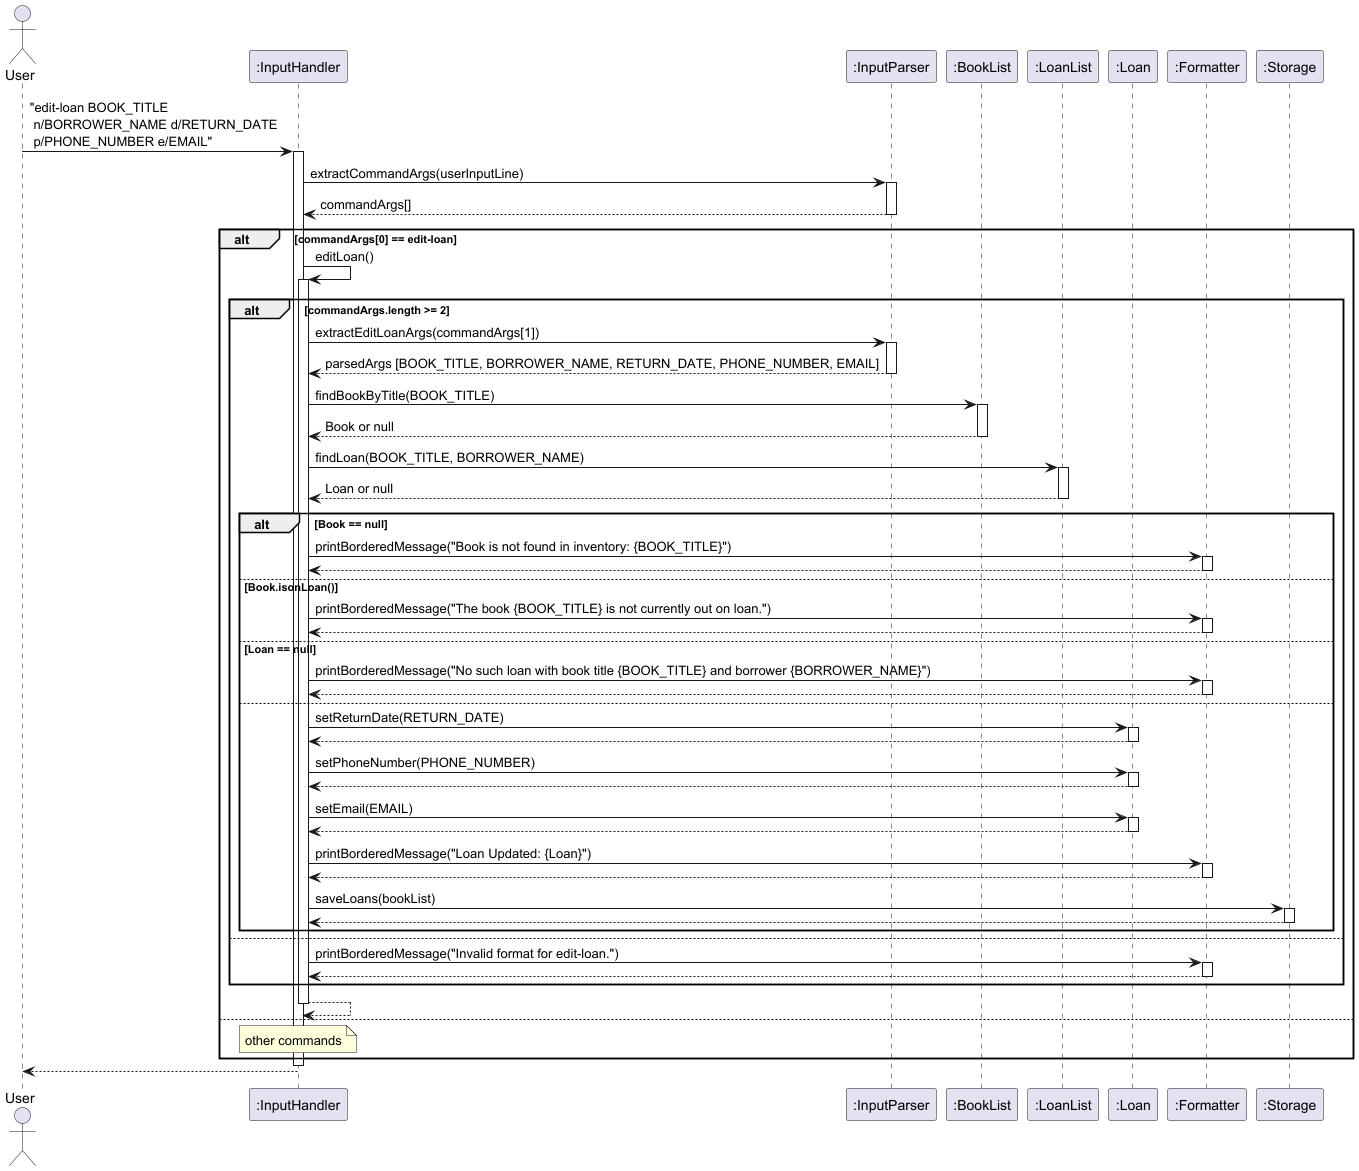 User
:InputHandler
:InputParser
:BookList
:LoanList
:Loan
:Formatter
:Storage
"edit-loan BOOK_TITLE
n/BORROWER_NAME d/RETURN_DATE
p/PHONE_NUMBER e/EMAIL"
extractCommandArgs(userInputLine)
commandArgs[]
alt
[commandArgs[0] == edit-loan]
editLoan()
alt
[commandArgs.length >= 2]
extractEditLoanArgs(commandArgs[1])
parsedArgs [BOOK_TITLE, BORROWER_NAME, RETURN_DATE, PHONE_NUMBER, EMAIL]
findBookByTitle(BOOK_TITLE)
Book or null
findLoan(BOOK_TITLE, BORROWER_NAME)
Loan or null
alt
[Book == null]
printBorderedMessage("Book is not found in inventory: {BOOK_TITLE}")
[Book.isonLoan()]
printBorderedMessage("The book {BOOK_TITLE} is not currently out on loan.")
[Loan == null]
printBorderedMessage("No such loan with book title {BOOK_TITLE} and borrower {BORROWER_NAME}")
setReturnDate(RETURN_DATE)
setPhoneNumber(PHONE_NUMBER)
setEmail(EMAIL)
printBorderedMessage("Loan Updated: {Loan}")
saveLoans(bookList)
printBorderedMessage("Invalid format for edit-loan.")
other commands
User
:InputHandler
:InputParser
:BookList
:LoanList
:Loan
:Formatter
:Storage